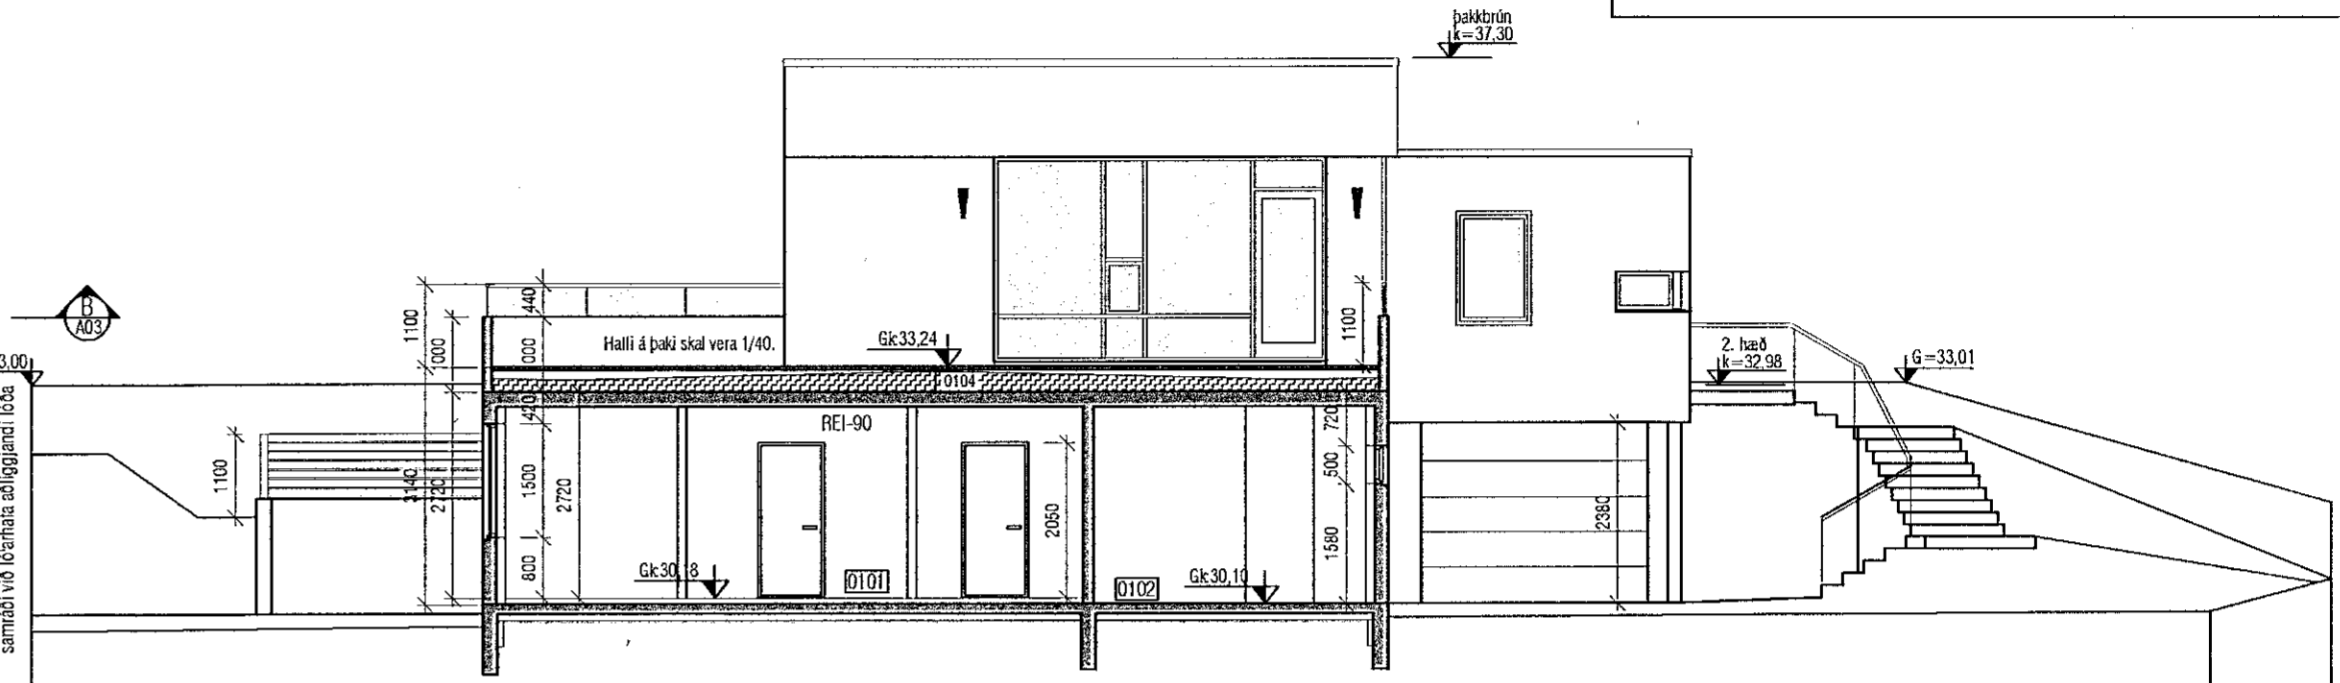 þakkbrún
k=37,30
B
A03
3,00
samráði við lóðarhafa aðliggjandi lóða
1100
1000
440
1000
Halli á þaki skal vera 1/40.
Gk:33,24
1100
0104
2. hæð
k=32,98
G=33,01
420
REI-90
720
1100
3140
2720
1500
2720
2050
500
2380
800
1580
Gk:30,18
0101
0102
Gk:30,10